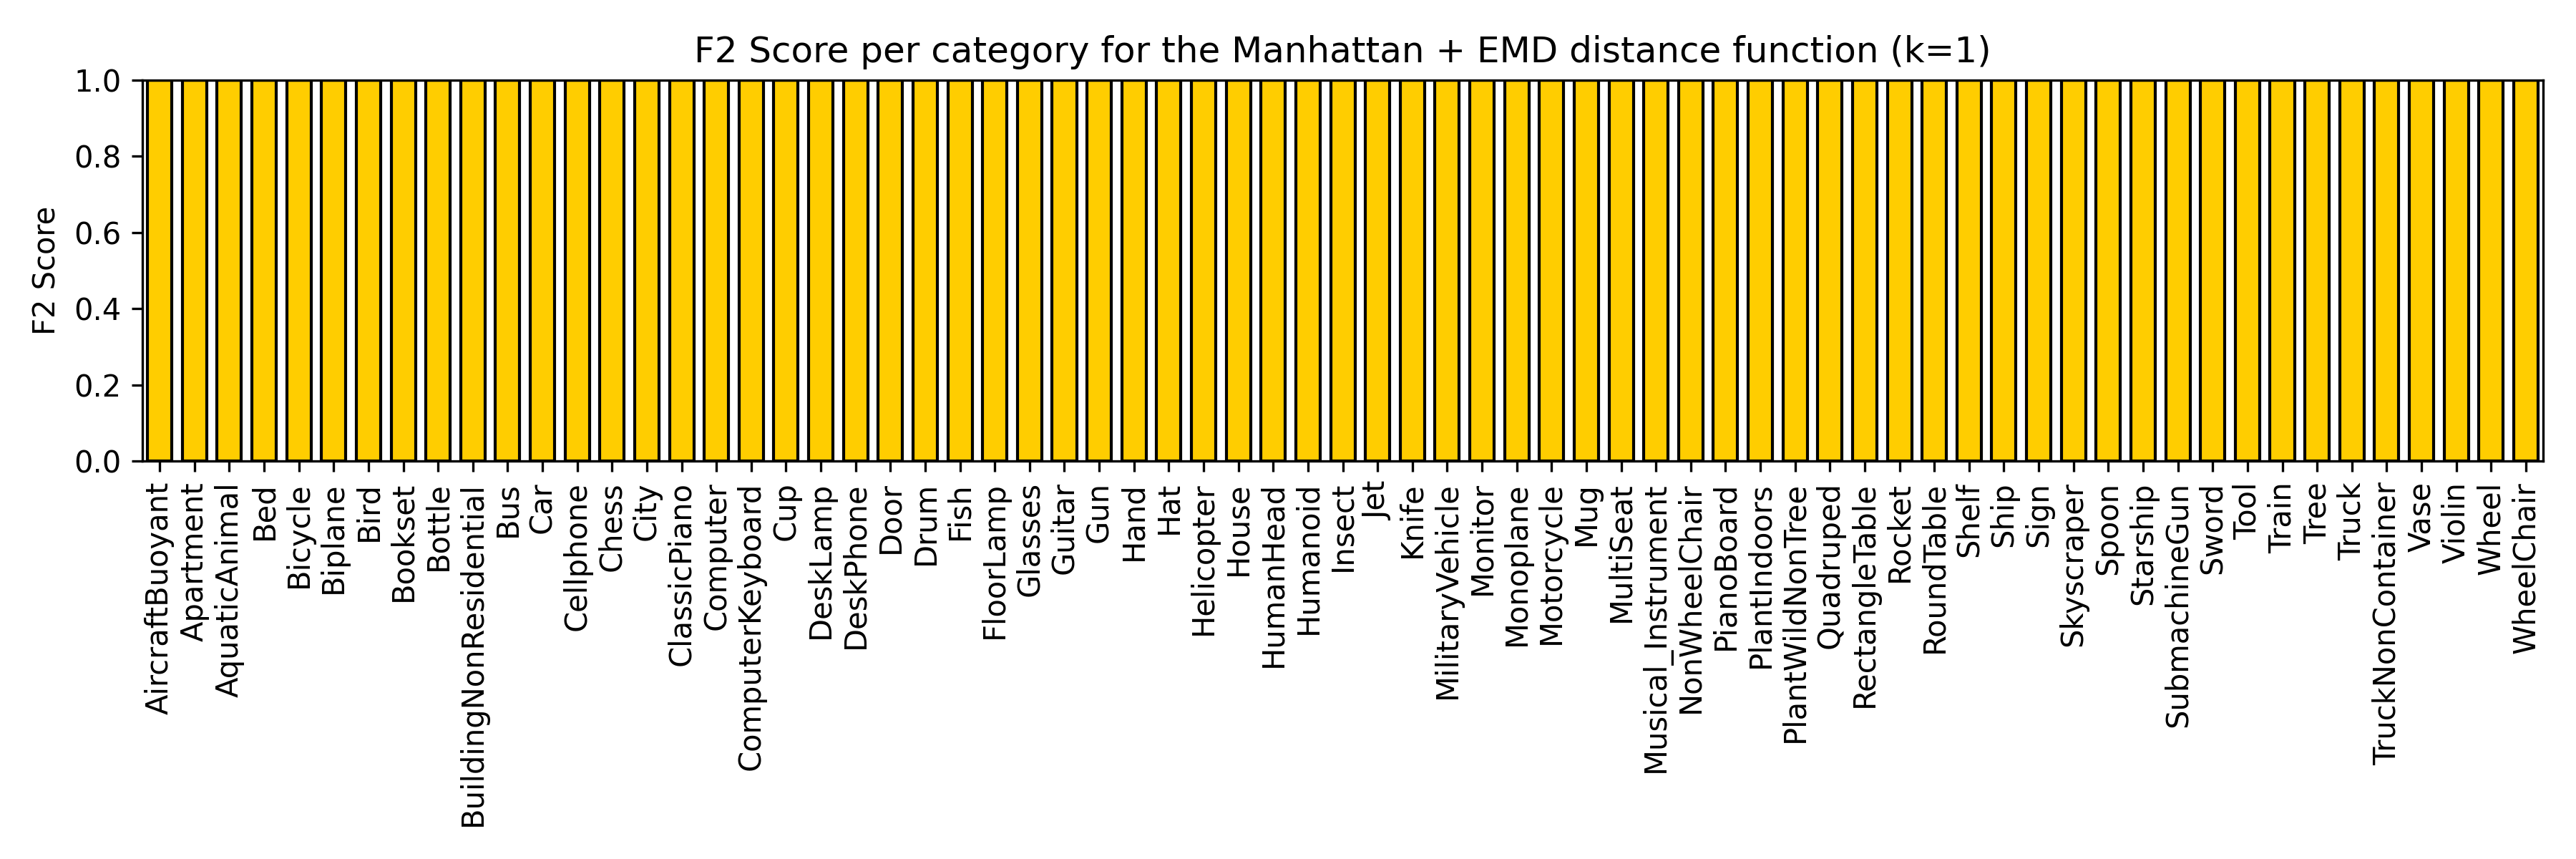 F2 Score per category for the Manhattan + EMD distance function (k=1)
F2 Score
1.0
0.8
0.6
0.4
0.2
0.0
AircraftBuoyant
Apartment
AquaticAnimal
Bed
Bicycle
Biplane
Bird
Bookset
Bottle
BuildingNonResidential
Bus
Car
Cellphone
Chess
City
ClassicPiano
Computer
ComputerKeyboard
Cup
DeskLamp
DeskPhone
Door
Drum
Fish
FloorLamp
Glasses
Guitar
Gun
Hand
Hat
Helicopter
House
HumanHead
Humanoid
Insect
Jet
Knife
MilitaryVehicle
Monitor
Monoplane
Motorcycle
Mug
MultiSeat
Musical_Instrument
NonWheelChair
PianoBoard
PlantIndoors
PlantWildNonTree
Quadruped
RectangleTable
Rocket
RoundTable
Shelf
Ship
Sign
Skyscraper
Spoon
Starship
SubmachineGun
Sword
Tool
Train
Tree
Truck
TruckNonContainer
Vase
Violin
Wheel
WheelChair